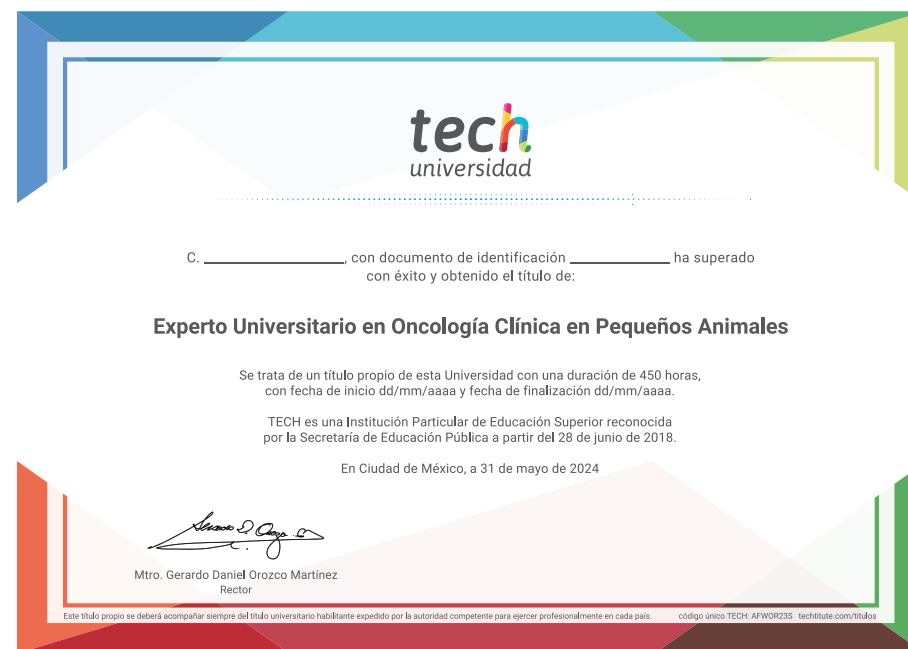 tech
universidad
C. ____________, con documento de identificación ____________ ha superado
con éxito y obtenido el título de:
Experto Universitario en Oncología Clínica en Pequeños Animales
Se trata de un título propio de esta Universidad con una duración de 450 horas,
con fecha de inicio dd/mm/aaaa y fecha de finalización dd/mm/aaaa.
TECH es una Institución Particular de Educación Superior reconocida
por la Secretaría de Educación Pública a partir del 28 de junio de 2018.
En Ciudad de México, a 31 de mayo de 2024
Mtro. Gerardo Daniel Orozco Martínez
Rector
Este título propio se deberá acompañar siempre del título universitario habilitante expedido por la autoridad competente para ejercer profesionalmente en cada país. código único TECH: AFWOR23S techtitute.com/titulos